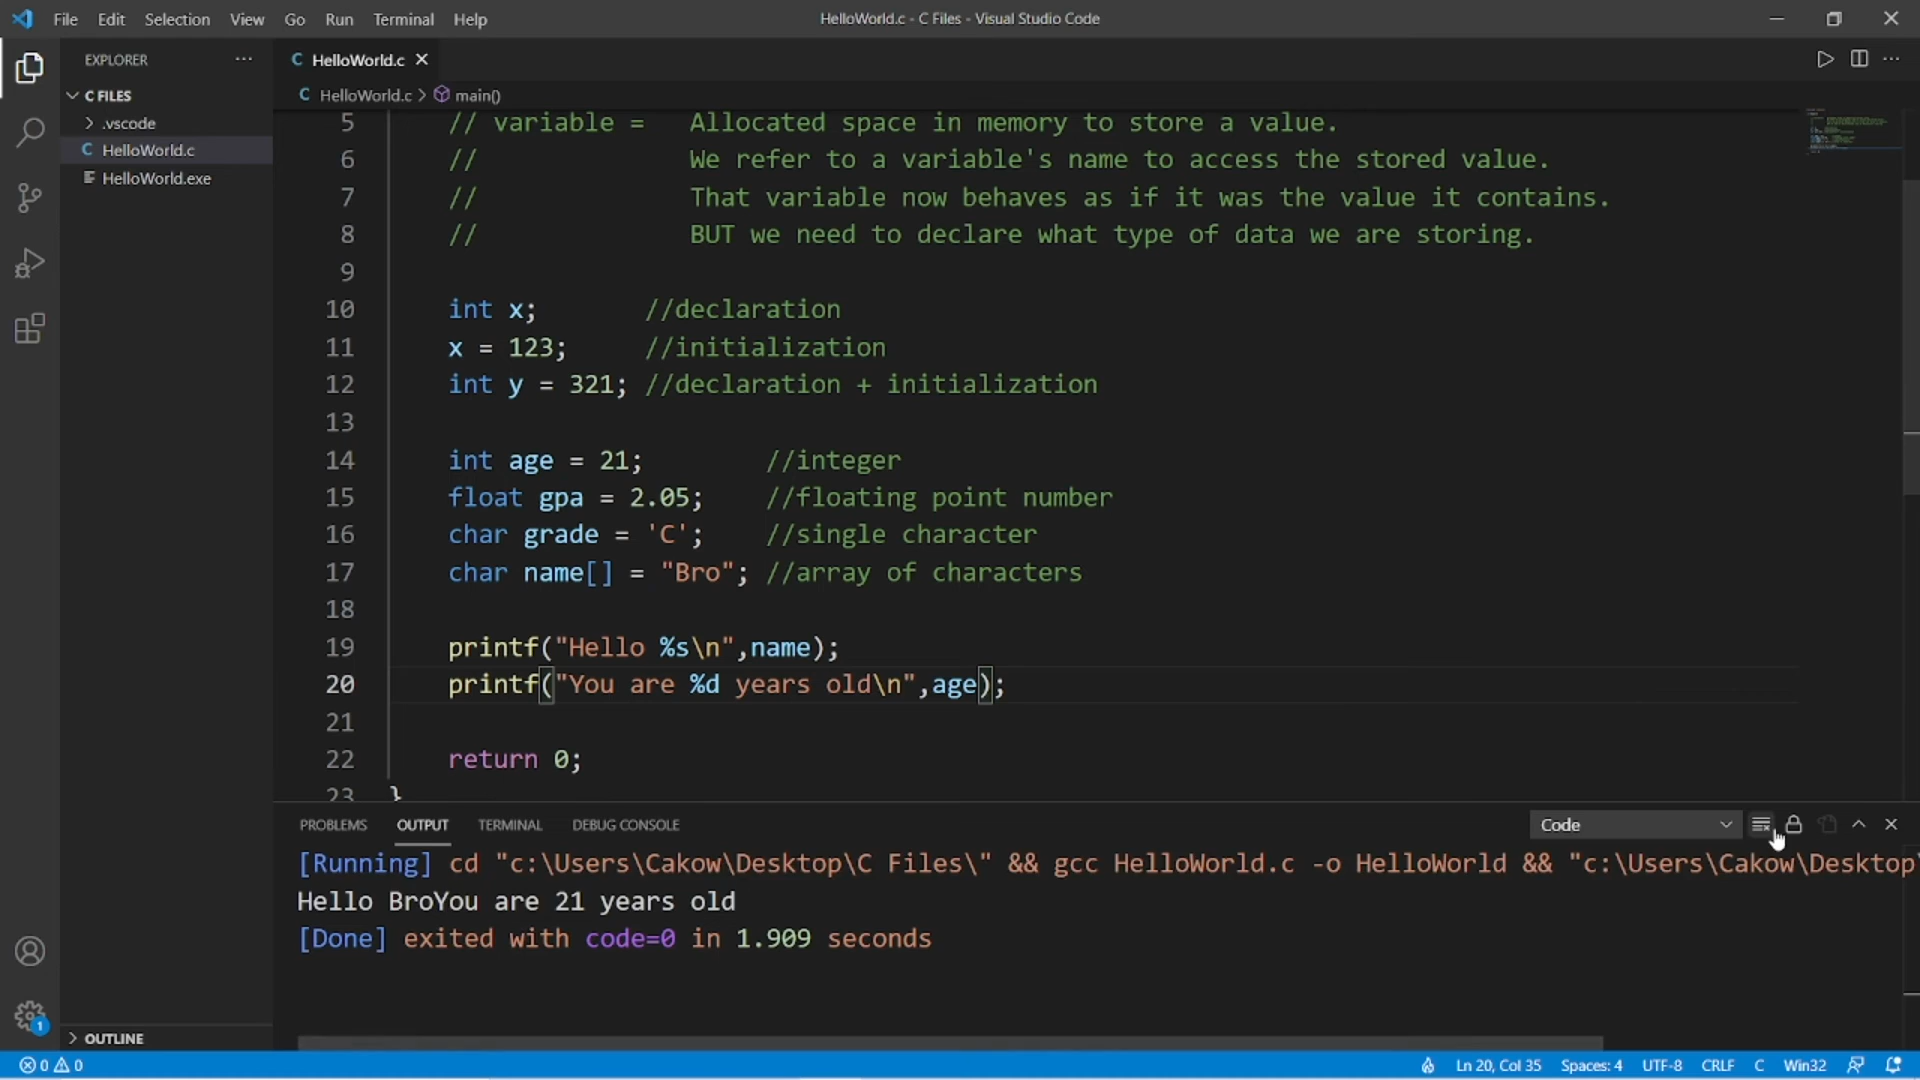 File Edit Selection View Go Run Terminal Help
HelloWorld.c - C Files - Visual Studio Code
EXPLORER
C FILES
.vscode
C HelloWorld.c
HelloWorld.exe
OUTLINE
C HelloWorld.c
C HelloWorld.c > main()
5 // variable = Allocated space in memory to store a value.
6 // We refer to a variable's name to access the stored value.
7 // That variable now behaves as if it was the value it contains.
8 // BUT we need to declare what type of data we are storing.
9
10 int x; //declaration
11 x = 123; //initialization
12 int y = 321; //declaration + initialization
13
14 int age = 21; //integer
15 float gpa = 2.05; //floating point number
16 char grade = 'C'; //single character
17 char name[] = "Bro"; //array of characters
18
19 printf("Hello %s\n",name);
20 printf("You are %d years old\n",age);
21
22 return 0;
23 }
PROBLEMS OUTPUT TERMINAL DEBUG CONSOLE Code
[Running] cd "c:\Users\Cakow\Desktop\C Files\" && gcc HelloWorld.c -o HelloWorld && "c:\Users\Cakow\Desktop\
Hello BroYou are 21 years old
[Done] exited with code=0 in 1.909 seconds
1
0 0 Ln 20, Col 35 Spaces: 4 UTF-8 CRLF C Win32